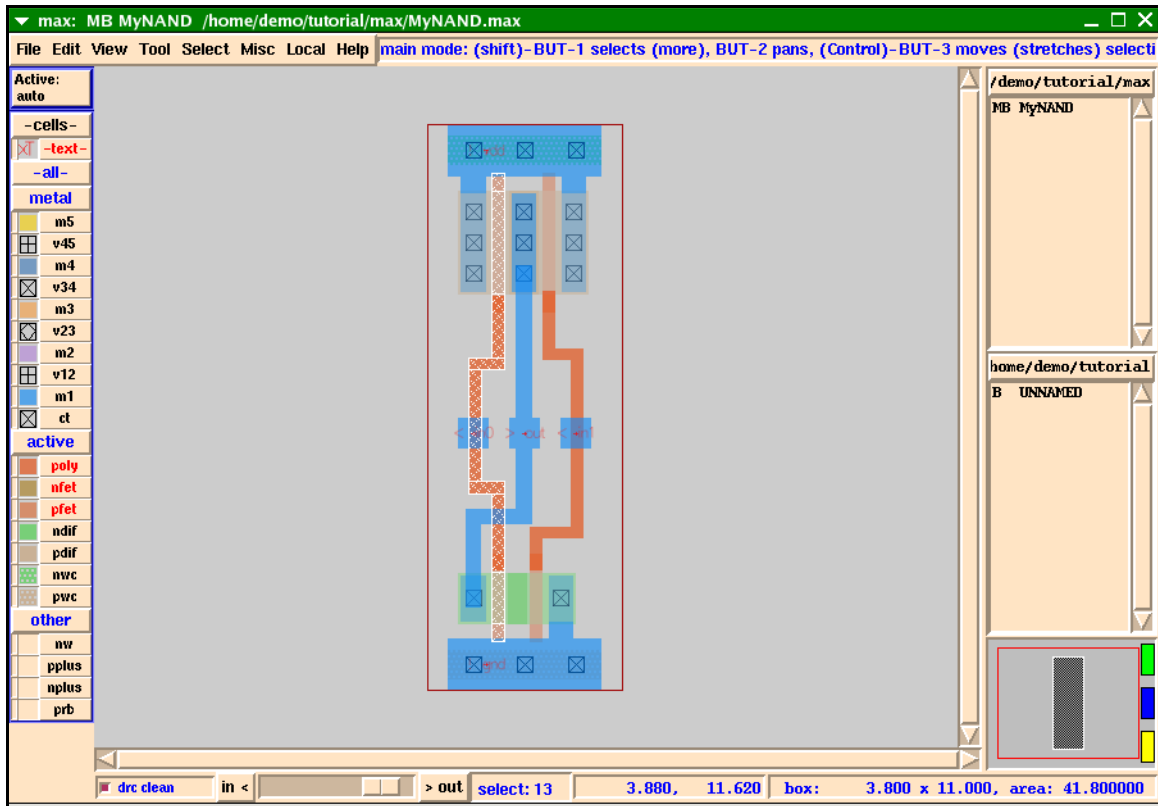 max: MB MyNAND /home/demo/tutorial/max/MyNAND.max
File Edit View Tool Select Misc Local Help
main mode: (shift)-BUT-1 selects (more), BUT-2 pans, (Control)-BUT-3 moves (stretches) selecti
Active:
auto
-cells-
-text-
-all-
metal
m5
v45
m4
v34
m3
v23
m2
v12
m1
ct
active
poly
nfet
pfet
ndif
pdif
nwc
pwc
other
nw
pplus
nplus
prb
< in0 > out < in1
/demo/tutorial/max
MB MyNAND
home/demo/tutorial
B UNNAMED
drc clean
in <
> out
select: 13
3.880, 11.620
box: 3.800 x 11.000, area: 41.800000